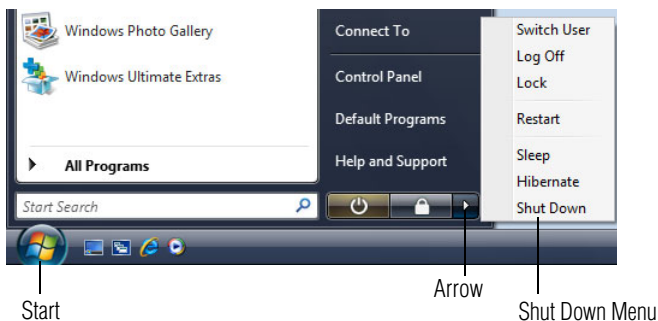 Windows Photo Gallery
Windows Ultimate Extras
All Programs
Start Search
Connect To
Control Panel
Default Programs
Help and Support
Switch User
Log Off
Lock
Restart
Sleep
Hibernate
Shut Down
Start
Arrow
Shut Down Menu